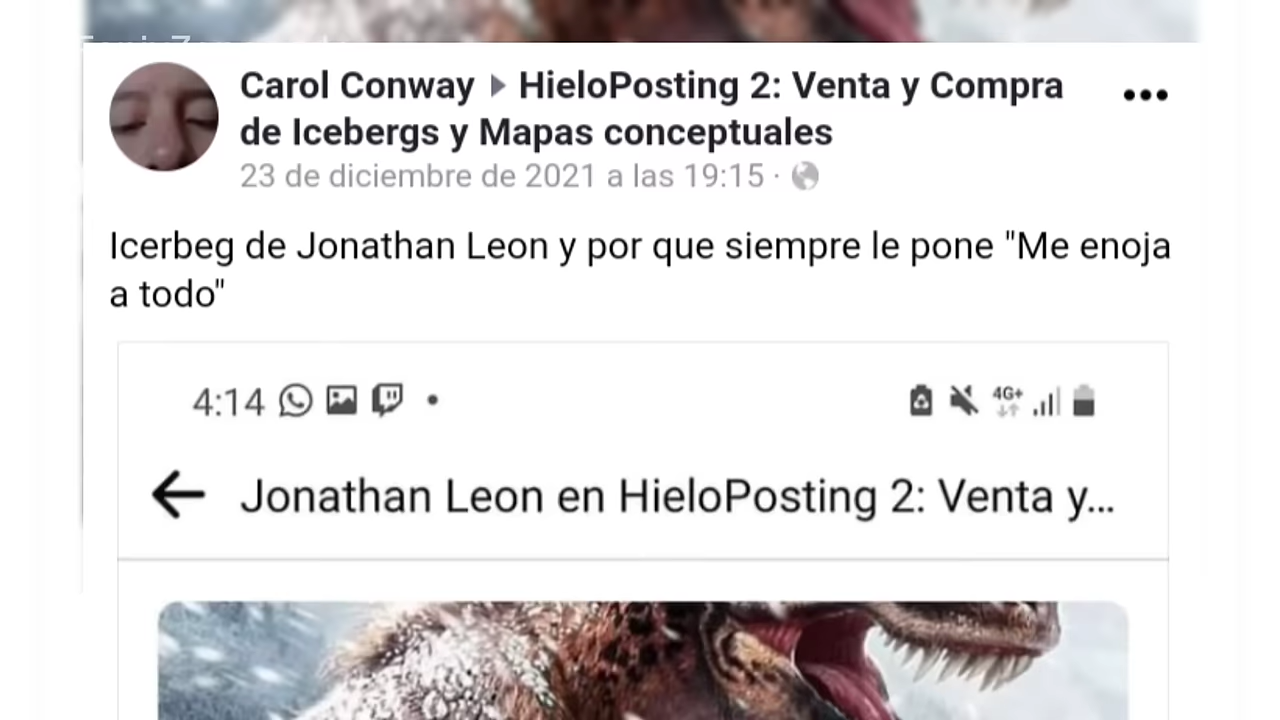 Carol Conway ▶ HieloPosting 2: Venta y Compra
de Icebergs y Mapas conceptuales
23 de diciembre de 2021 a las 19:15 ·
Icerbeg de Jonathan Leon y por que siempre le pone "Me enoja
a todo"
4:14
4G+
Jonathan Leon en HieloPosting 2: Venta y...